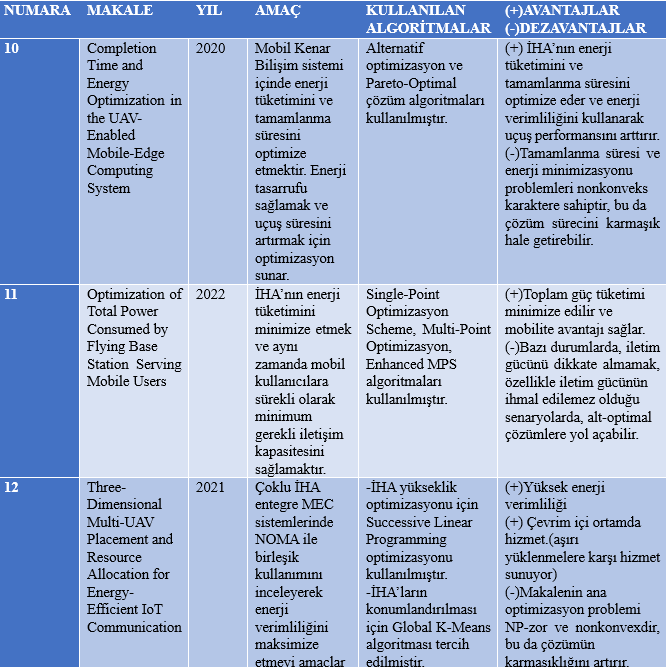 NUMARA
MAKALE
YIL
AMAÇ
KULLANILAN
ALGORİTMALAR
(+)AVANTAJLAR
(-)DEZAVANTAJLAR
10
Completion
Time and
Energy
Optimization in
the UAV-
Enabled
Mobile-Edge
Computing
System
2020
Mobil Kenar
Bilişim sistemi
içinde enerji
tüketimini ve
tamamlanma
süresini
optimize
etmektir. Enerji
tasarrufu
sağlamak ve
uçuş süresini
artırmak için
optimizasyon
sunar.
Alternatif
optimizasyon ve
Pareto-Optimal
çözüm algoritmaları
kullanılmıştır.
(+) İHA’nın enerji
tüketimini ve
tamamlanma süresini
optimize eder ve enerji
verimliliğini kullanarak
uçuş performansını arttırır.
(-)Tamamlanma süresi ve
enerji minimizasyonu
problemleri nonkonveks
karaktere sahiptir, bu da
çözüm sürecini karmaşık
hale getirebilir.
11
Optimization of
Total Power
Consumed by
Flying Base
Station Serving
Mobile Users
2022
İHA’nın enerji
tüketimini
minimize etmek
ve aynı
zamanda mobil
kullanıcılara
sürekli olarak
minimum
gerekli iletişim
kapasitesini
sağlamaktır.
Single-Point
Optimization
Scheme, Multi-Point
Optimization,
Enhanced MPS
algoritmaları
kullanılmıştır.
(+)Toplam güç tüketimi
minimize edilir ve
mobilite avantajı sağlar.
(-)Bazı durumlarda, iletim
gücünü dikkate almamak,
özellikle iletim gücünün
ihmal edilemez olduğu
senaryolarda, alt-optimal
çözümlere yol açabilir.
12
Three-
Dimensional
Multi-UAV
Placement and
Resource
Allocation for
Energy-
Efficient IoT
Communication
2021
Çoklu İHA
entegre MEC
sistemlerinde
NOMA ile
birleşik
kullanımını
inceleyerek
enerji
verimliliğini
maksimize
etmeyi amaçlar
-İHA yükseklik
optimizasyonu için
Successive Linear
Programming
optimizasyonu
kullanılmıştır.
-İHA’ların
konumlandırılması
için Global K-Means
algoritması tercih
edilmiştir.
(+)Yüksek enerji
verimliliği
(+) Çevrim içi ortamda
hizmet.(aşırı
yüklenmelere karşı hizmet
sunuyor)
(-)Makalenin ana
optimizasyon problemi
NP-zor ve nonkonvexdir,
bu da çözümün
karmaşıklığını artırır.